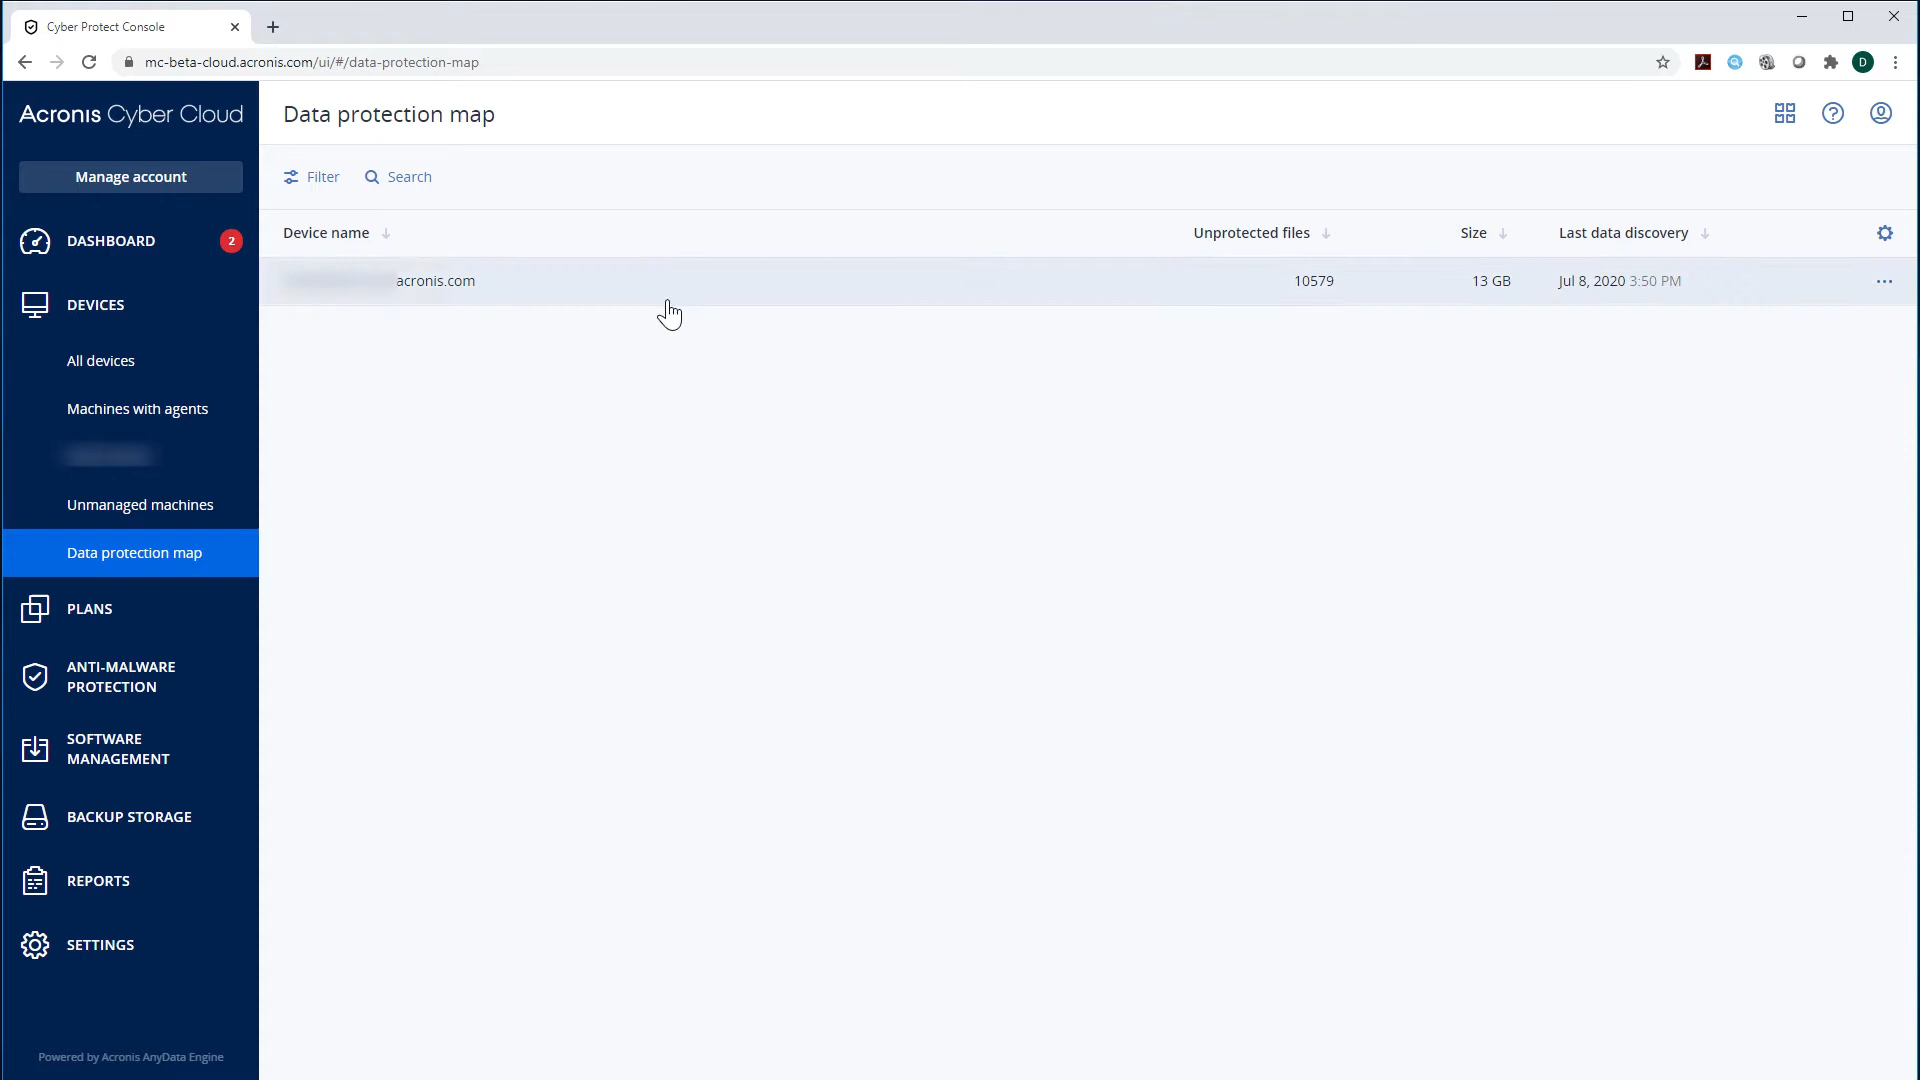 Cyber Protect Console
mc-beta-cloud.acronis.com/ui/#/data-protection-map
D
Acronis Cyber Cloud
Data protection map
Manage account
Filter
Search
DASHBOARD
2
Device name
Unprotected files
Size
Last data discovery
acronis.com
10579
13 GB
Jul 8, 2020 3:50 PM
DEVICES
All devices
Machines with agents
Unmanaged machines
Data protection map
PLANS
ANTI-MALWARE
PROTECTION
SOFTWARE
MANAGEMENT
BACKUP STORAGE
REPORTS
SETTINGS
Powered by Acronis AnyData Engine